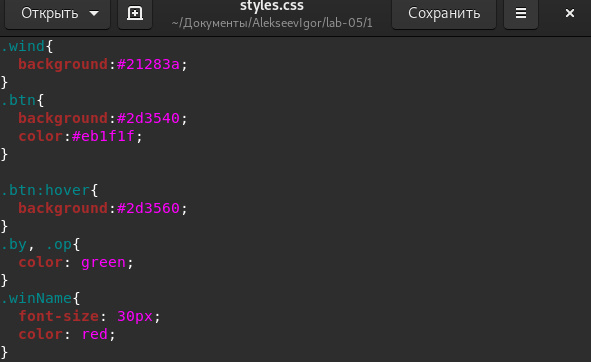 Открыть
styles.css
~/Документы/AlekseevIgor/lab-05/1
Сохранить
.wind{
  background:#21283a;
}
.btn{
  background:#2d3540;
  color:#eb1f1f;
}

.btn:hover{
  background:#2d3560;
}
.by, .op{
  color: green;
}
.winName{
  font-size: 30px;
  color: red;
}